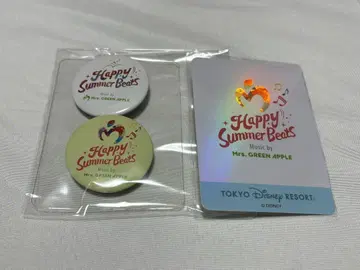 Happy
Summer Beats
Music by
Mrs. GREEN APPLE
Happy
Summer Beats
Music by
Mrs. GREEN APPLE
Happy
Summer Beats
Music by
Mrs. GREEN APPLE
TOKYO Disney RESORT®
© DISNEY